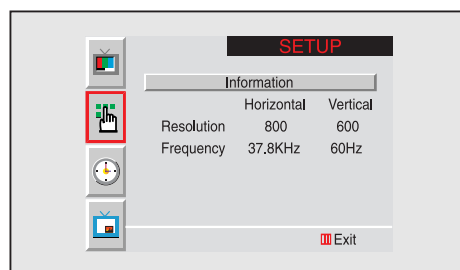 SETUP
Information
Horizontal Vertical
Resolution 800 600
Frequency 37.8KHz 60Hz
Exit